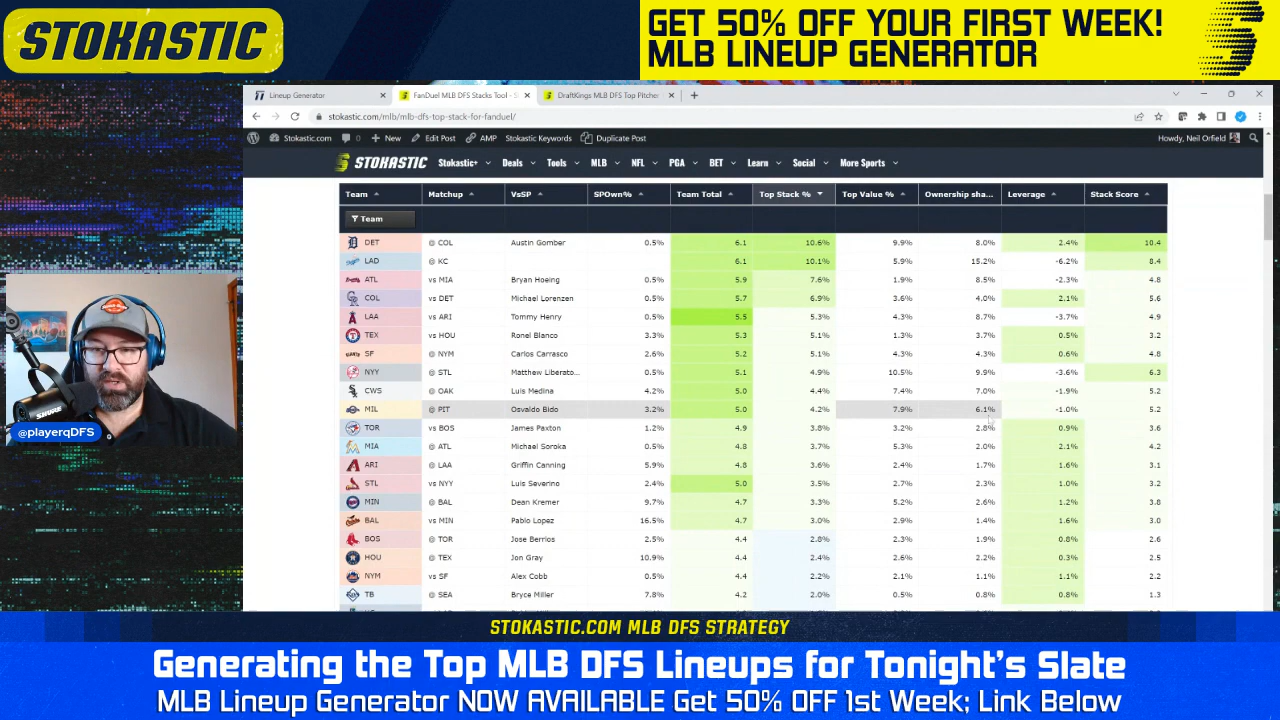 STOKASTIC
GET 50% OFF YOUR FIRST WEEK!
MLB LINEUP GENERATOR
Lineup Generator
FanDuel MLB DFS Stacks Tool - S
DraftKings MLB DFS Top Pitcher
stokastic.com/mlb/mlb-dfs-top-stack-for-fanduel/
Stokastic.com 0 New Edit Post AMP Stokastic Keywords Duplicate Post Howdy, Neil Orfield
STOKASTIC Stokastic+ Deals Tools MLB NFL PGA BET Learn Social More Sports
Team Matchup VsSP SPOwn% Team Total Top Stack % Top Value % Ownership sha... Leverage Stack Score
Team
DET @ COL Austin Gomber 0.5% 6.1 10.6% 9.9% 8.0% 2.4% 10.4
LAD @ KC 6.1 10.1% 5.9% 15.2% -6.2% 8.4
ATL vs MIA Bryan Hoeing 0.5% 5.9 7.6% 1.9% 8.5% -2.3% 4.8
COL vs DET Michael Lorenzen 0.5% 5.7 6.9% 3.6% 4.0% 2.1% 5.6
LAA vs ARI Tommy Henry 0.5% 5.5 5.3% 4.3% 8.7% -3.7% 4.9
TEX vs HOU Ronel Blanco 3.3% 5.3 5.1% 1.3% 3.7% 0.5% 3.2
SF @ NYM Carlos Carrasco 2.6% 5.2 5.1% 4.3% 4.3% 0.6% 4.8
NYY @ STL Matthew Liberato... 0.5% 5.1 4.9% 10.5% 9.9% -3.6% 6.3
CWS @ OAK Luis Medina 4.2% 5.0 4.4% 7.4% 7.0% -1.9% 5.2
MIL @ PIT Osvaldo Bido 3.2% 5.0 4.2% 7.9% 6.1% -1.0% 5.2
TOR vs BOS James Paxton 1.2% 4.9 3.8% 3.2% 2.8% 0.9% 3.6
MIA @ ATL Michael Soroka 0.5% 4.8 3.7% 5.3% 2.0% 2.1% 4.2
ARI @ LAA Griffin Canning 5.9% 4.8 3.6% 2.4% 1.7% 1.6% 3.1
STL vs NYY Luis Severino 2.4% 5.0 3.5% 2.7% 2.3% 1.0% 3.2
MIN @ BAL Dean Kremer 9.7% 4.7 3.3% 5.2% 2.6% 1.2% 3.8
BAL vs MIN Pablo Lopez 16.5% 4.7 3.0% 2.9% 1.4% 1.6% 3.0
BOS @ TOR Jose Berrios 2.5% 4.4 2.8% 2.3% 1.9% 0.8% 2.6
HOU @ TEX Jon Gray 10.9% 4.4 2.4% 2.6% 2.2% 0.3% 2.5
NYM vs SF Alex Cobb 0.5% 4.4 2.2% 2.1% 1.1% 1.1% 2.2
TB @ SEA Bryce Miller 7.8% 4.2 2.0% 0.5% 0.8% 0.8% 1.3
SHURE
@playerqDFS
STOKASTIC.COM MLB DFS STRATEGY
Generating the Top MLB DFS Lineups for Tonight's Slate
MLB Lineup Generator NOW AVAILABLE Get 50% OFF 1st Week; Link Below